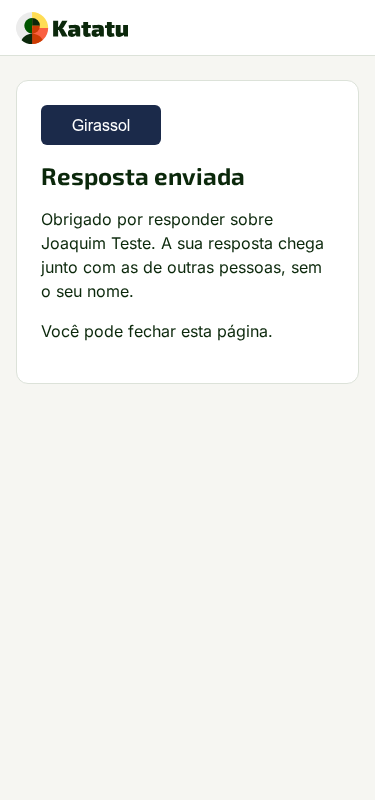 Katatu
Girassol
Resposta enviada
Obrigado por responder sobre
Joaquim Teste. A sua resposta chega
junto com as de outras pessoas, sem
o seu nome.
Você pode fechar esta página.